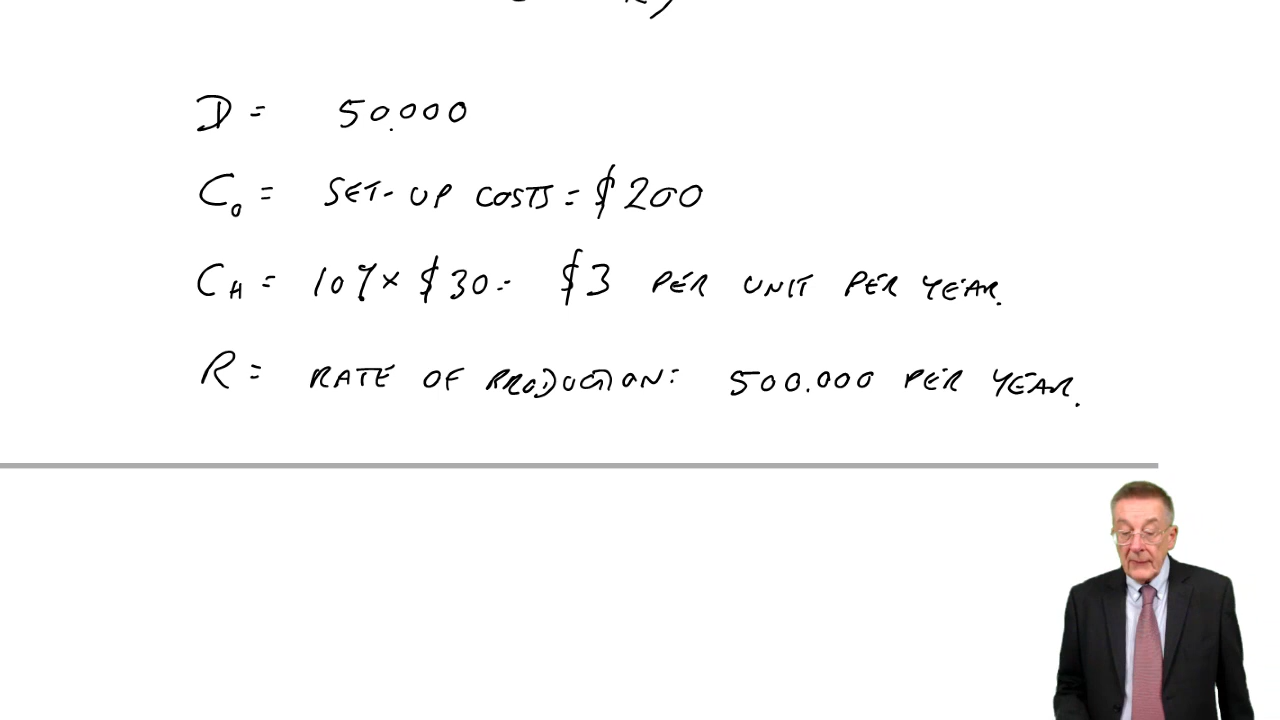 D = 50.000
C₀ = SET-UP COSTS = $200
C_H = 10% × $30 = $3 PER UNIT PER YEAR.
R = RATE OF PRODUCTION: 500.000 PER YEAR.